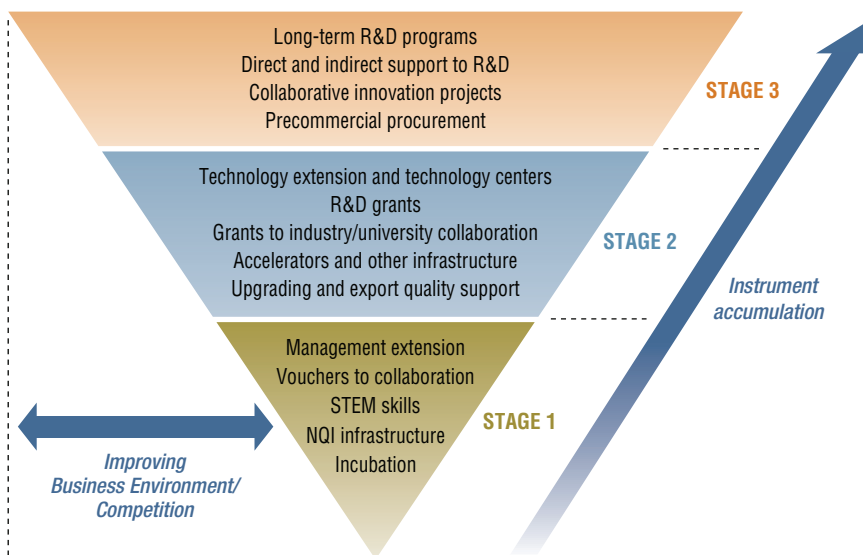 Long-term R&D programs
Direct and indirect support to R&D
Collaborative innovation projects
Precommercial procurement
STAGE 3
Technology extension and technology centers
R&D grants
Grants to industry/university collaboration
Accelerators and other infrastructure
Upgrading and export quality support
STAGE 2
Instrument
accumulation
Management extension
Vouchers to collaboration
STEM skills
NQI infrastructure
Incubation
STAGE 1
Improving
Business Environment/
Competition